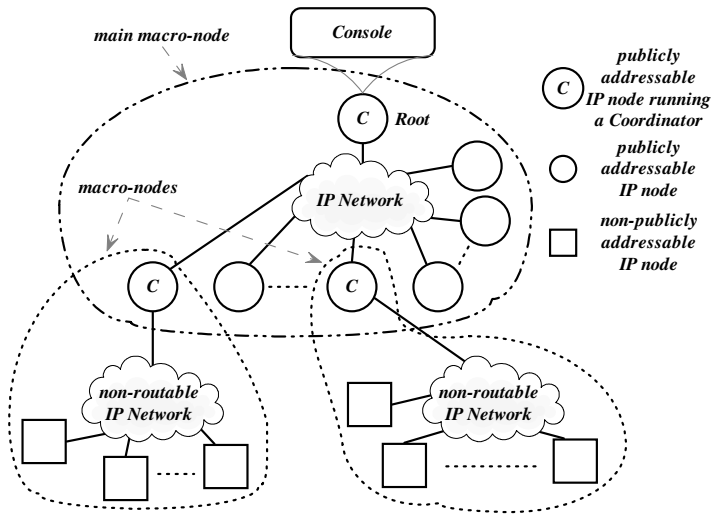 Console
main macro-node
C
Root
publicly
addressable
IP node running
a Coordinator
C
publicly
addressable
IP node
macro-nodes
IP Network
non-publicly
addressable
IP node
C
C
non-routable
IP Network
non-routable
IP Network